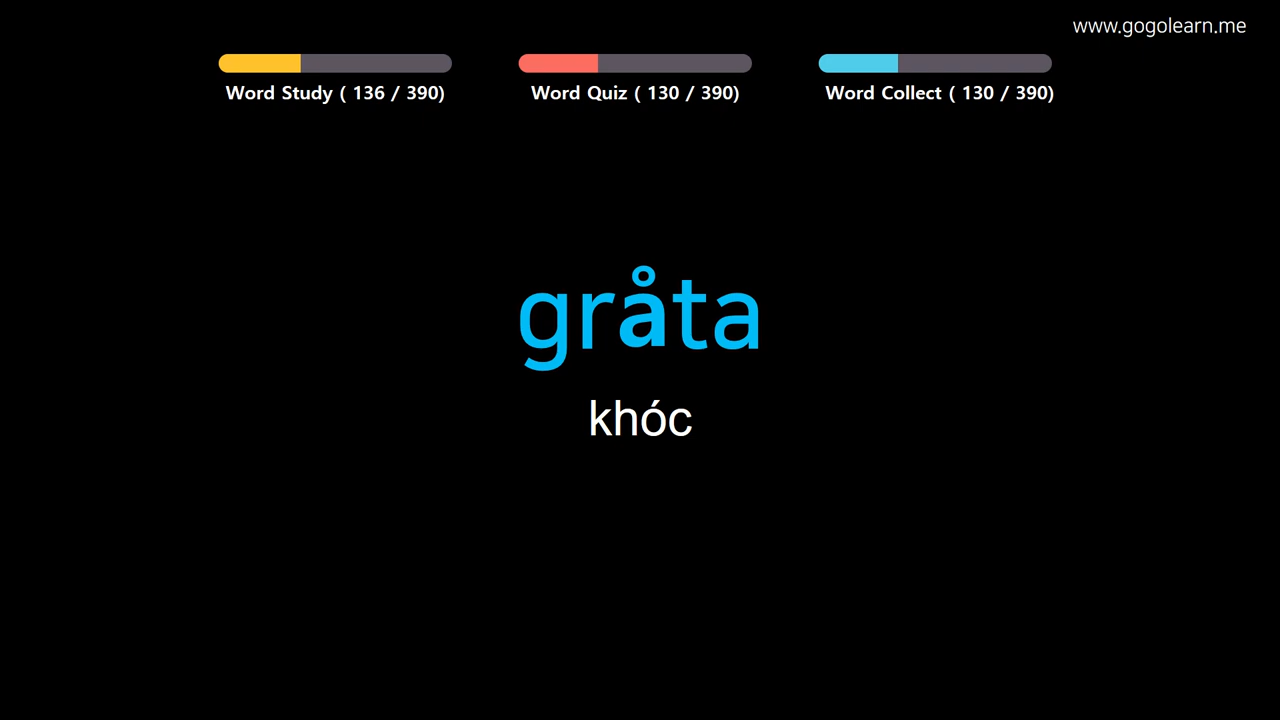 www.gogolearn.me
Word Study ( 136 / 390)
Word Quiz ( 130 / 390)
Word Collect ( 130 / 390)
gråta
khóc